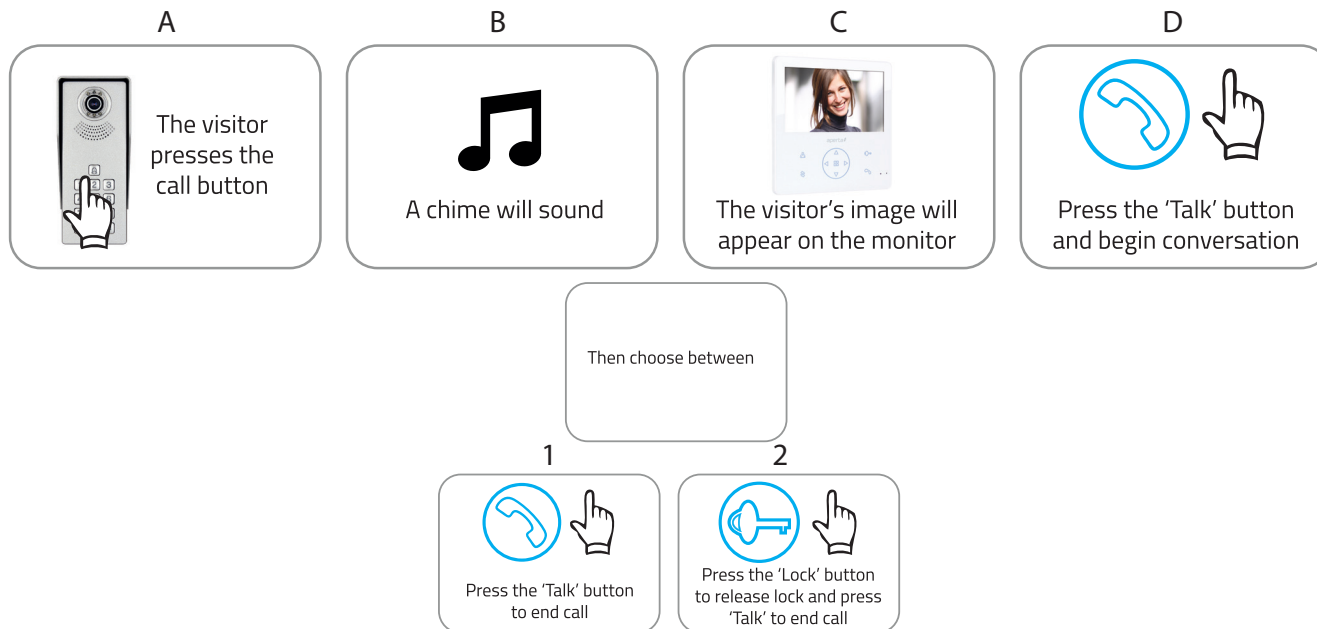 A
B
C
D
The visitor
presses the
call button
A chime will sound
The visitor’s image will
appear on the monitor
Press the ‘Talk’ button
and begin conversation
Then choose between
1
2
Press the ‘Talk’ button
to end call
Press the ‘Lock’ button
to release lock and press
‘Talk’ to end call